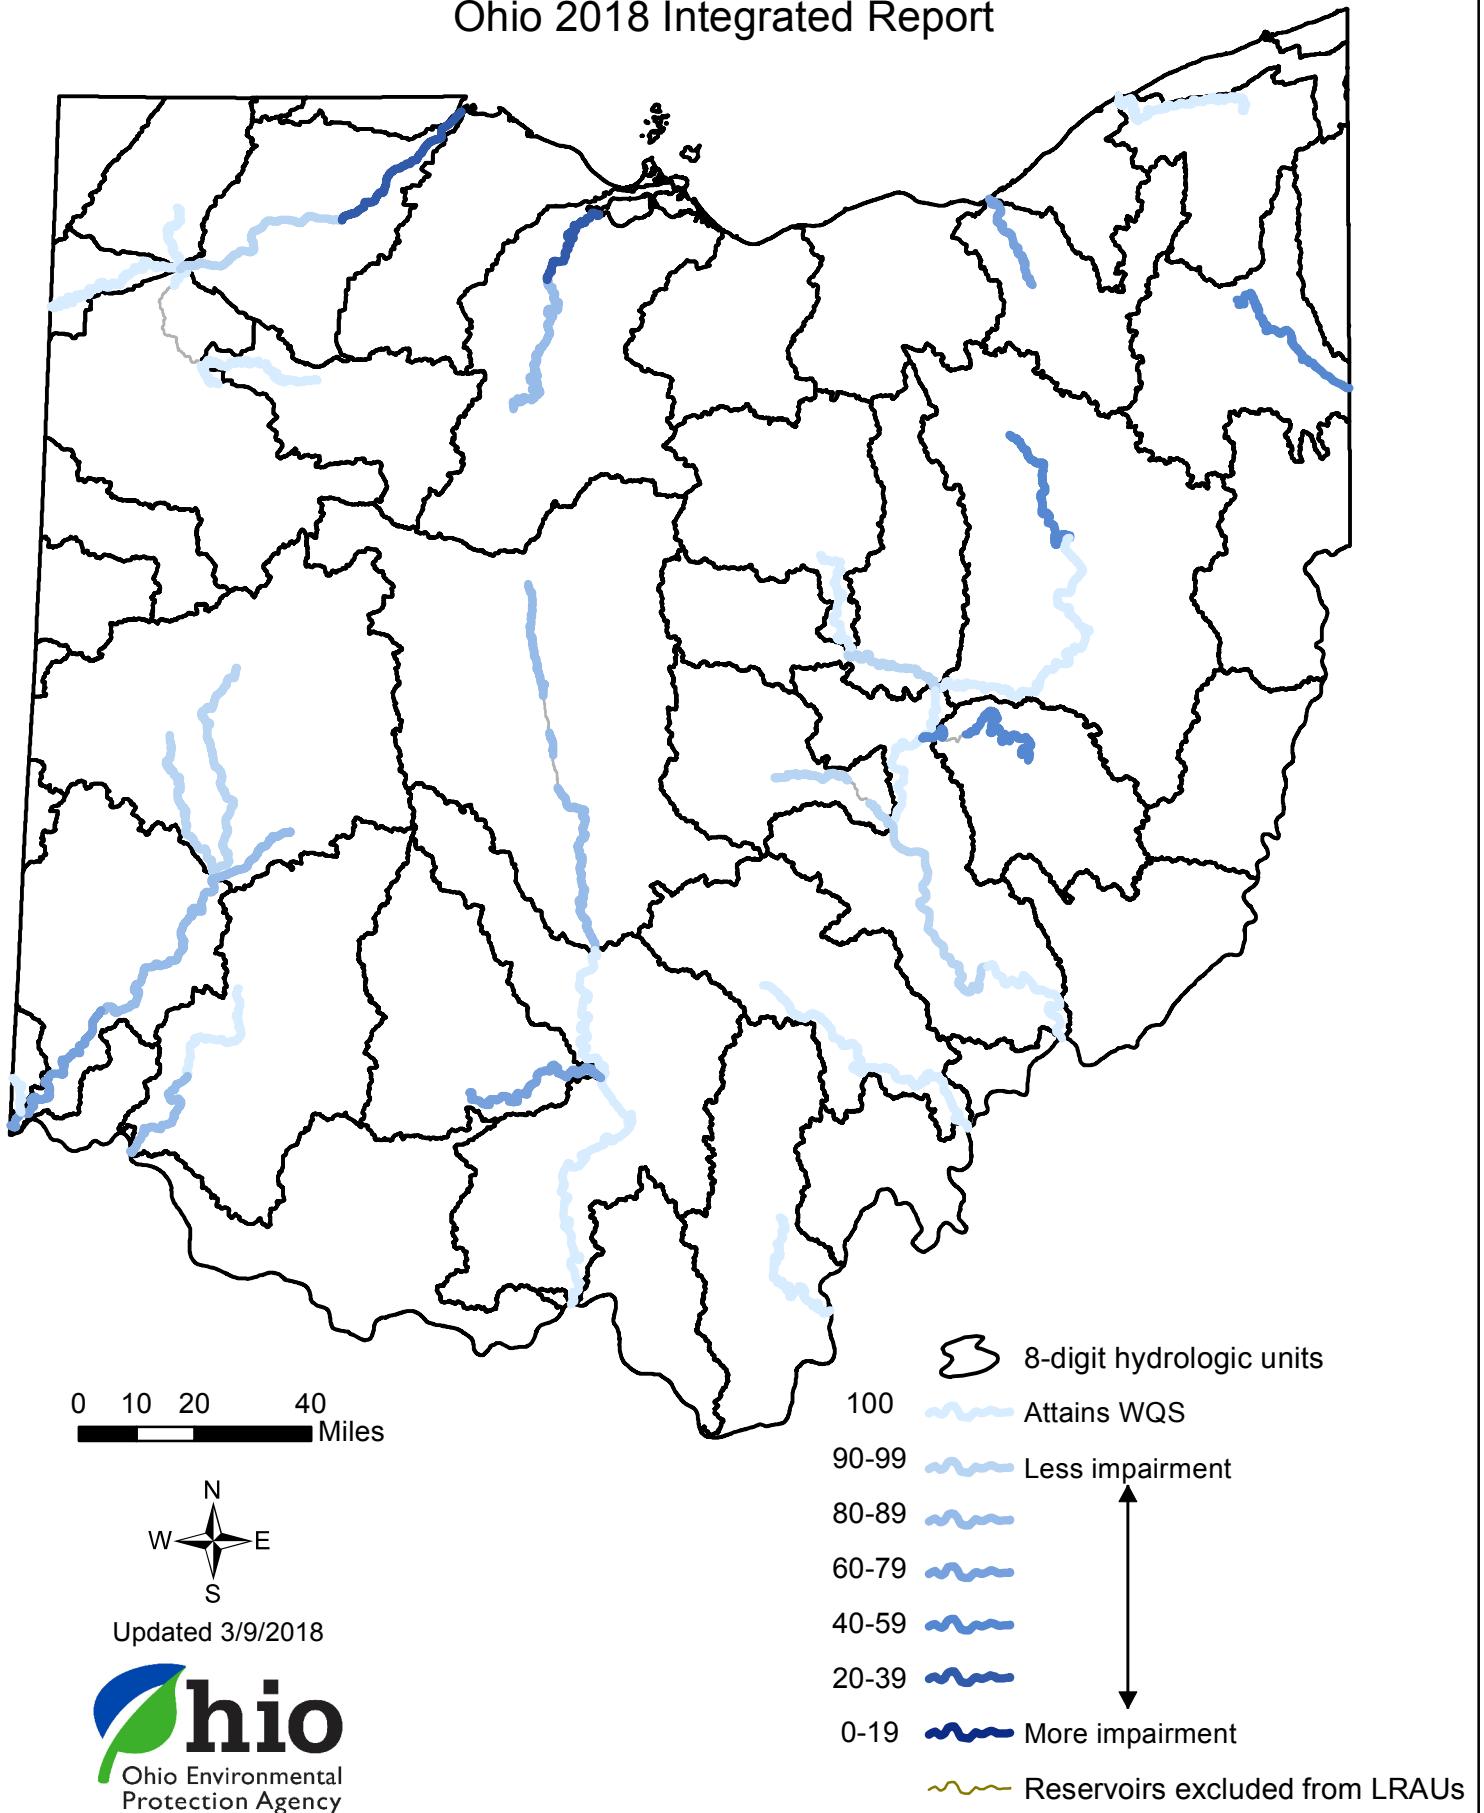 Ohio 2018 Integrated Report
8-digit hydrologic units
0 10 20 40
Miles
100 Attains WQS
90-99 Less impairment
80-89
60-79
40-59
20-39
0-19 More impairment
Reservoirs excluded from LRAUs
N
W E
S
Updated 3/9/2018
Ohio
Ohio Environmental
Protection Agency